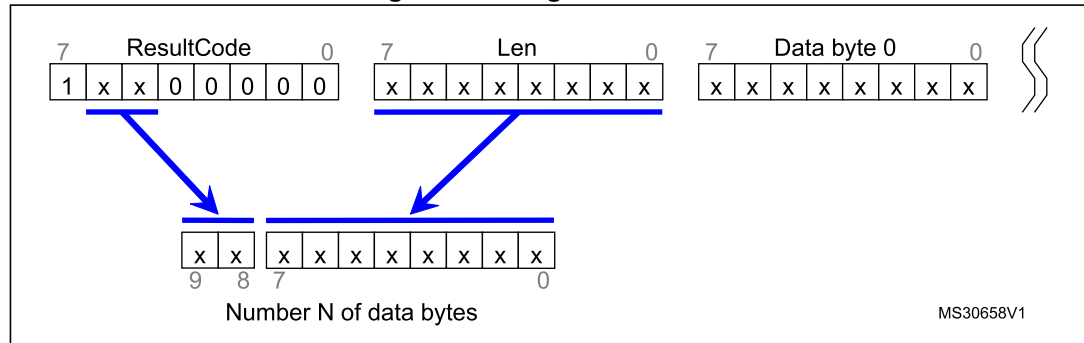 7 ResultCode 0 7 Len 0 7 Data byte 0 0
1 x x 0 0 0 0 0 x x x x x x x x x x x x x x x x
x x x x x x x x x x
9 8 7 0
Number N of data bytes
MS30658V1